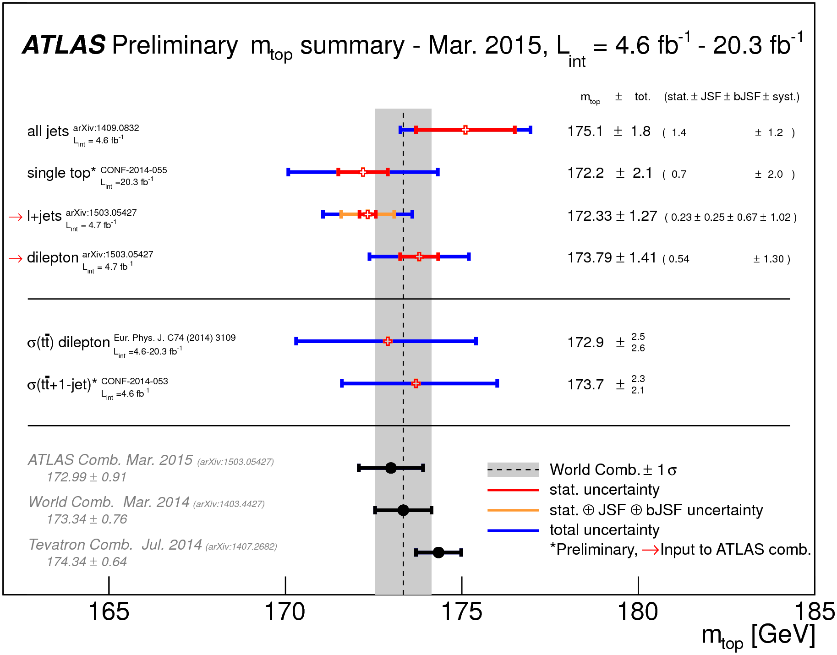 ATLAS Preliminary m_top summary - Mar. 2015, L_int = 4.6 fb⁻¹ - 20.3 fb⁻¹
m_top ± tot. (stat. ± JSF ± bJSF ± syst.)
all jets arXiv:1409.0832 L_int = 4.6 fb⁻¹ 175.1 ± 1.8 ( 1.4 ± 1.2 )
single top* CONF-2014-055 L_int =20.3 fb⁻¹ 172.2 ± 2.1 ( 0.7 ± 2.0 )
→ l+jets arXiv:1503.05427 L_int = 4.7 fb⁻¹ 172.33 ± 1.27 ( 0.23 ± 0.25 ± 0.67 ± 1.02 )
→ dilepton arXiv:1503.05427 L_int = 4.7 fb⁻¹ 173.79 ± 1.41 ( 0.54 ± 1.30 )
σ(tt̄) dilepton Eur. Phys. J. C74 (2014) 3109 L_int =4.6-20.3 fb⁻¹ 172.9 ± 2.5 2.6
σ(tt̄+1-jet)* CONF-2014-053 L_int =4.6 fb⁻¹ 173.7 ± 2.3 2.1
ATLAS Comb. Mar. 2015 (arXiv:1503.05427)
172.99 ± 0.91
World Comb. Mar. 2014 (arXiv:1403.4427)
173.34 ± 0.76
Tevatron Comb. Jul. 2014 (arXiv:1407.2682)
174.34 ± 0.64
World Comb. ± 1 σ
stat. uncertainty
stat. ⊕ JSF ⊕ bJSF uncertainty
total uncertainty
*Preliminary, →Input to ATLAS comb.
165 170 175 180 185
m_top [GeV]